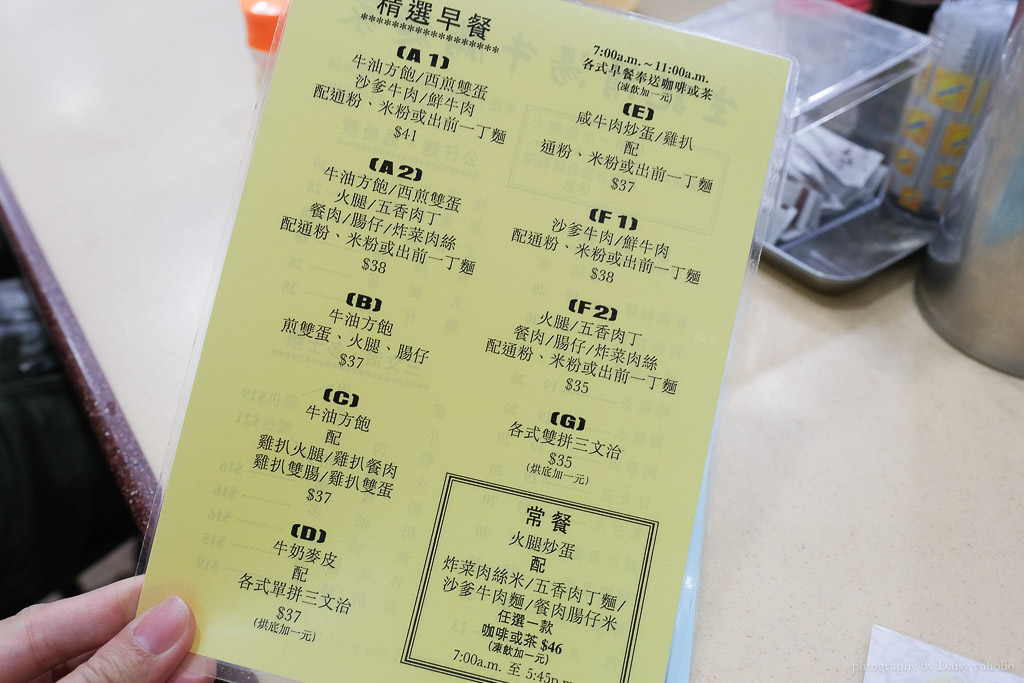 精選早餐
********************
(A1)
牛油方飽/西煎雙蛋
沙爹牛肉/鮮牛肉
配通粉、米粉或出前一丁麵
$41
(A2)
牛油方飽/西煎雙蛋
火腿/五香肉丁
餐肉/腸仔/炸菜肉絲
配通粉、米粉或出前一丁麵
$38
(B)
牛油方飽
煎雙蛋、火腿、腸仔
$37
(C)
牛油方飽
配
雞扒火腿/雞扒餐肉
雞扒雙腸/雞扒雙蛋
$37
(D)
牛奶麥皮
配
各式單拼三文治
$37
(烘底加一元)
7:00a.m.～11:00a.m.
各式早餐奉送咖啡或茶
(凍飲加一元)
(E)
咸牛肉炒蛋/雞扒
配
通粉、米粉或出前一丁麵
$37
(F1)
沙爹牛肉/鮮牛肉
配通粉、米粉或出前一丁麵
$38
(F2)
火腿/五香肉丁
餐肉/腸仔/炸菜肉絲
配通粉、米粉或出前一丁麵
$35
(G)
各式雙拼三文治
$35
(烘底加一元)
常餐
火腿炒蛋
配
炸菜肉絲米/五香肉丁麵/
沙爹牛肉麵/餐肉腸仔米
任選一款
咖啡或茶 $46
(凍飲加一元)
7:00a.m. 至 5:45p.m
photography by Daisy yohoho